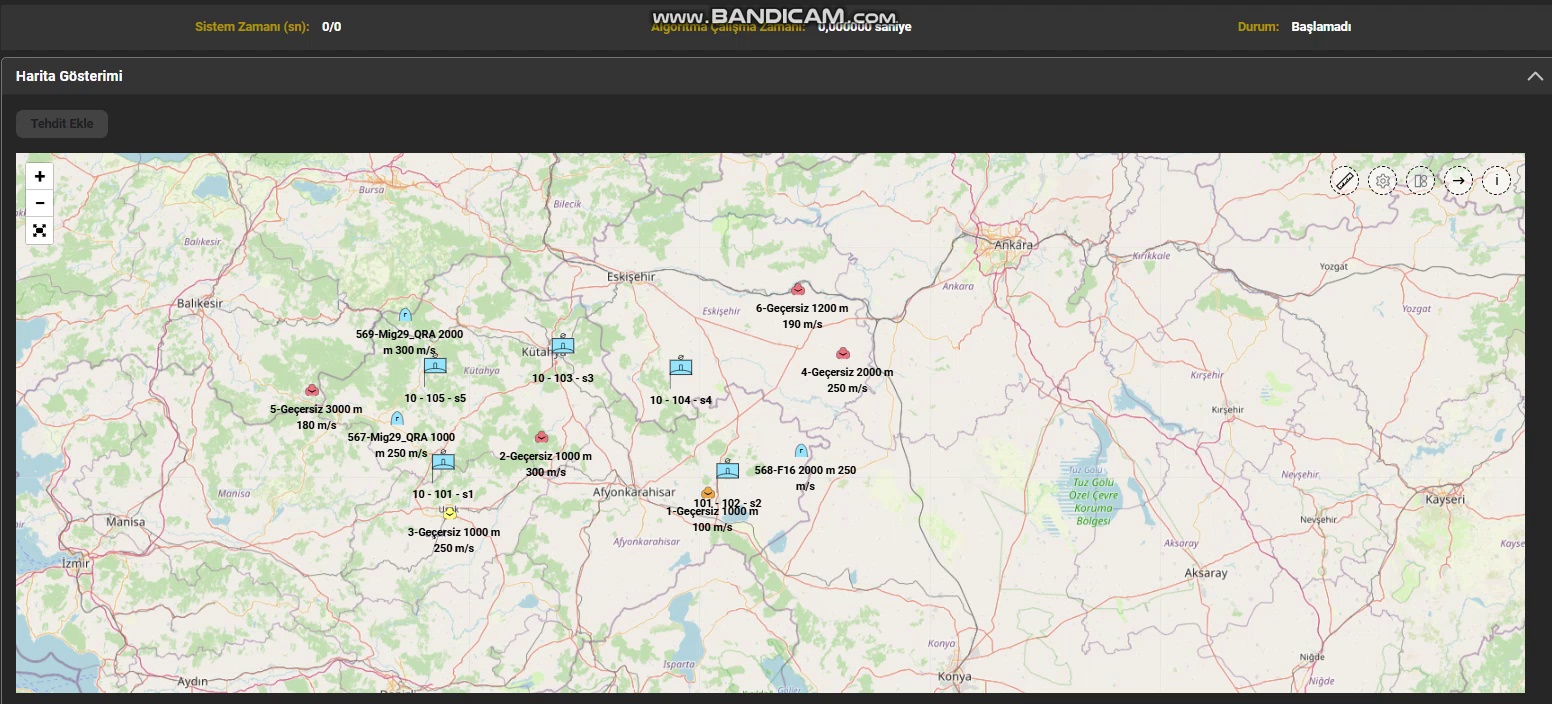 www.BANDICAM.com
Sistem Zamanı (sn): 0/0
Algoritma Çalışma Zamanı: 0,000000 saniye
Durum: Başlamadı
Harita Gösterimi
Tehdit Ekle
+
−
Bursa
Bilecik
Balıkesir
Ankara
Kırıkkale
Yozgat
Eskişehir
Ankara
Balıkesir
Eskişehir
6-Geçersiz 1200 m
190 m/s
Yozgat
569-Mig29_QRA 2000
m 300 m/s
Kütahya
Kütahya
10 - 103 - s3
4-Geçersiz 2000 m
250 m/s
Kırşehir
10 - 105 - s5
10 - 104 - s4
5-Geçersiz 3000 m
180 m/s
Kırşehir
567-Mig29_QRA 1000
m 250 m/s
2-Geçersiz 1000 m
300 m/s
568-F16 2000 m 250
m/s
Tuz Gölü
Tuz Gölü
Özel Çevre
Koruma
Bölgesi
Nevşehir
Manisa
10 - 101 - s1
Afyonkarahisar
101 - 102 - s2
1-Geçersiz 1000 m
100 m/s
Kayseri
Manisa
Uşak
3-Geçersiz 1000 m
250 m/s
Nevşehir
Afyonkarahisar
Aksaray
Kayse
İzmir
Aksaray
Konya
Isparta
Niğde
Aydın
Konya
Niğde